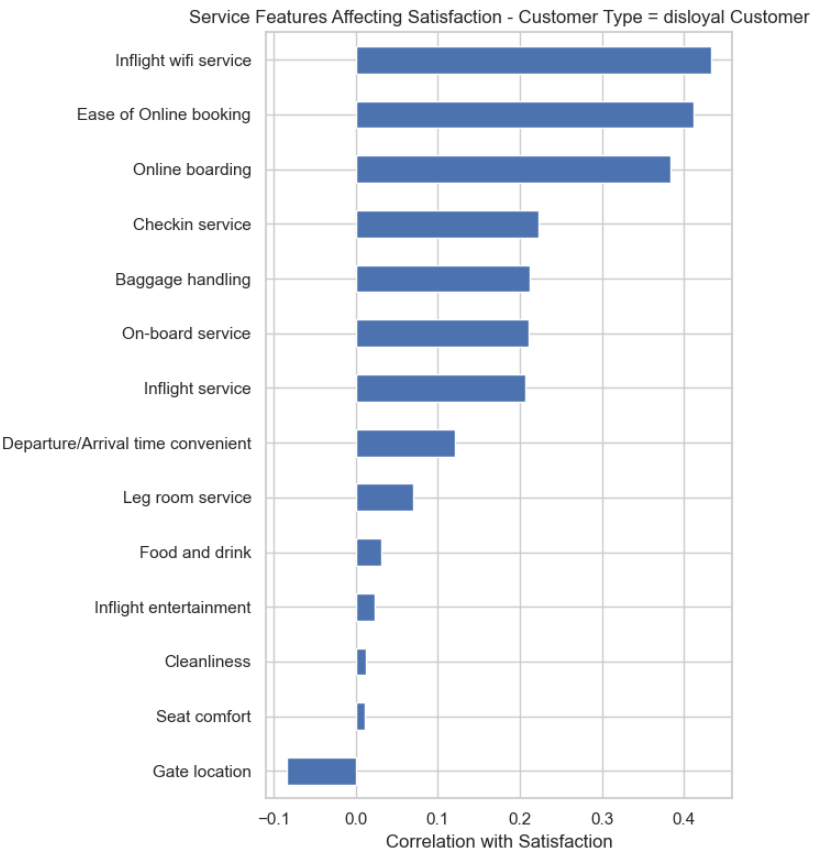 Service Features Affecting Satisfaction - Customer Type = disloyal Customer
Inflight wifi service
Ease of Online booking
Online boarding
Checkin service
Baggage handling
On-board service
Inflight service
Departure/Arrival time convenient
Leg room service
Food and drink
Inflight entertainment
Cleanliness
Seat comfort
Gate location
−0.1 0.0 0.1 0.2 0.3 0.4
Correlation with Satisfaction